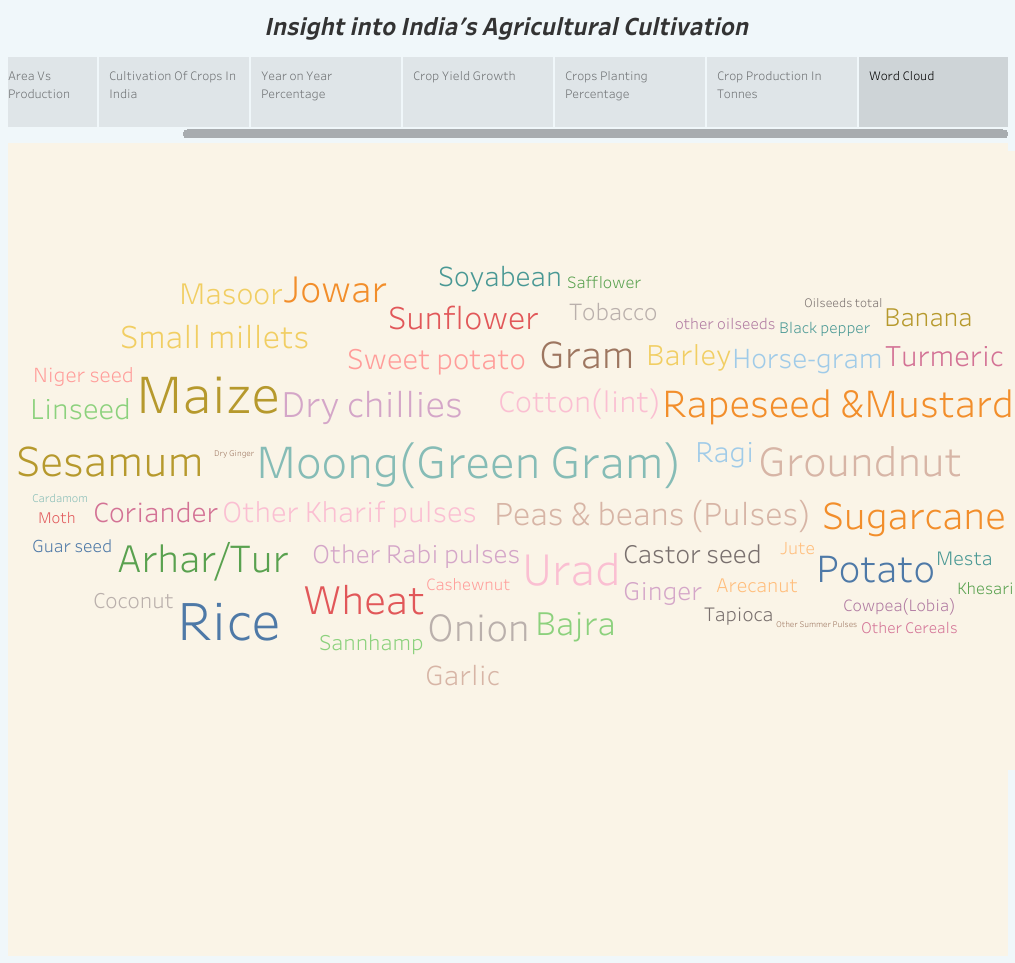 Insight into India's Agricultural Cultivation
Area Vs
Production
Cultivation Of Crops In
India
Year on Year
Percentage
Crop Yield Growth
Crops Planting
Percentage
Crop Production In
Tonnes
Word Cloud
Soyabean
Safflower
Masoor
Jowar
Oilseeds total
Sunflower
Tobacco
other oilseeds
Black pepper
Banana
Small millets
Sweet potato
Gram
Barley
Horse-gram
Turmeric
Niger seed
Maize
Linseed
Dry chillies
Cotton(lint)
Rapeseed &Mustard
Sesamum
Dry Ginger
Moong(Green Gram)
Ragi
Groundnut
Cardamom
Moth
Coriander
Other Kharif pulses
Peas & beans (Pulses)
Sugarcane
Guar seed
Arhar/Tur
Other Rabi pulses
Urad
Castor seed
Jute
Potato
Mesta
Cashewnut
Ginger
Arecanut
Khesari
Coconut
Wheat
Cowpea(Lobia)
Rice
Onion
Bajra
Tapioca
Other Summer Pulses
Other Cereals
Sannhamp
Garlic